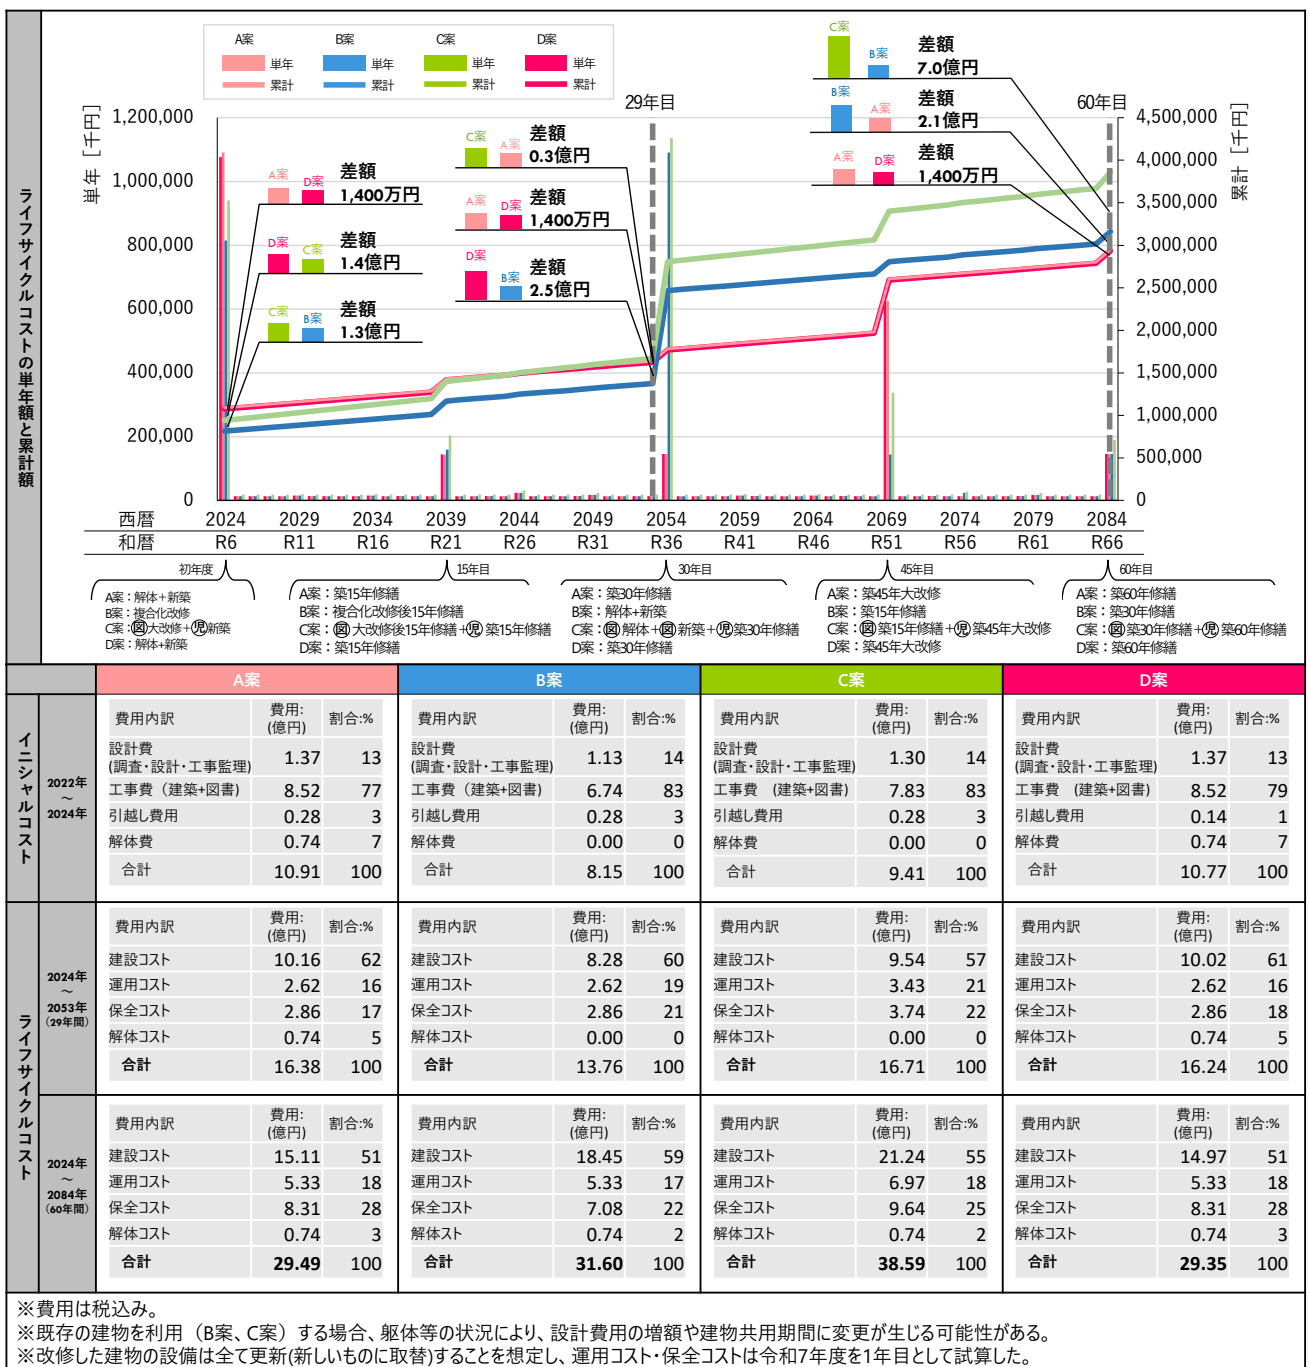 ライフサイクルコストの単年額と累計額
A案 B案 C案 D案
単年 単年 単年 単年
累計 累計 累計 累計
単年 [千円]
累計 [千円]
1,200,000
1,000,000
800,000
600,000
400,000
200,000
0
4,500,000
4,000,000
3,500,000
3,000,000
2,500,000
2,000,000
1,500,000
1,000,000
500,000
0
A案 D案 差額
1,400万円
D案 C案 差額
1.4億円
C案 B案 差額
1.3億円
29年目
C案 A案 差額
0.3億円
A案 D案 差額
1,400万円
D案 B案 差額
2.5億円
60年目
C案 B案 差額
7.0億円
B案 A案 差額
2.1億円
A案 D案 差額
1,400万円
西暦 2024 2029 2034 2039 2044 2049 2054 2059 2064 2069 2074 2079 2084
和暦 R6 R11 R16 R21 R26 R31 R36 R41 R46 R51 R56 R61 R66
初年度
A案：解体＋新築
B案：複合化改修
C案：図大改修＋児新築
D案：解体+新築
15年目
A案：築15年修繕
B案：複合化改修後15年修繕
C案：図大改修後15年修繕＋児築15年修繕
D案：築15年修繕
30年目
A案：築30年修繕
B案：解体+新築
C案：図解体＋図新築＋児築30年修繕
D案：築30年修繕
45年目
A案：築45年大改修
B案：築15年修繕
C案：図築15年修繕＋児築45年大改修
D案：築45年大改修
60年目
A案：築60年修繕
B案：築30年修繕
C案：図築30年修繕＋児築60年修繕
D案：築60年修繕
A案 B案 C案 D案
イニシャルコスト
2022年
～
2024年
費用内訳 費用:(億円) 割合:%
設計費
(調査・設計・工事監理) 1.37 13
工事費（建築+図書) 8.52 77
引越し費用 0.28 3
解体費 0.74 7
合計 10.91 100
費用内訳 費用:(億円) 割合:%
設計費
(調査・設計・工事監理) 1.13 14
工事費（建築+図書) 6.74 83
引越し費用 0.28 3
解体費 0.00 0
合計 8.15 100
費用内訳 費用:(億円) 割合:%
設計費
(調査・設計・工事監理) 1.30 14
工事費 (建築+図書) 7.83 83
引越し費用 0.28 3
解体費 0.00 0
合計 9.41 100
費用内訳 費用:(億円) 割合:%
設計費
(調査・設計・工事監理) 1.37 13
工事費 (建築+図書) 8.52 79
引越し費用 0.14 1
解体費 0.74 7
合計 10.77 100
ライフサイクルコスト
2024年
～
2053年
(29年間)
費用内訳 費用:(億円) 割合:%
建設コスト 10.16 62
運用コスト 2.62 16
保全コスト 2.86 17
解体コスト 0.74 5
合計 16.38 100
費用内訳 費用:(億円) 割合:%
建設コスト 8.28 60
運用コスト 2.62 19
保全コスト 2.86 21
解体コスト 0.00 0
合計 13.76 100
費用内訳 費用:(億円) 割合:%
建設コスト 9.54 57
運用コスト 3.43 21
保全コスト 3.74 22
解体コスト 0.00 0
合計 16.71 100
費用内訳 費用:(億円) 割合:%
建設コスト 10.02 61
運用コスト 2.62 16
保全コスト 2.86 18
解体コスト 0.74 5
合計 16.24 100
2024年
～
2084年
(60年間)
費用内訳 費用:(億円) 割合:%
建設コスト 15.11 51
運用コスト 5.33 18
保全コスト 8.31 28
解体コスト 0.74 3
合計 29.49 100
費用内訳 費用:(億円) 割合:%
建設コスト 18.45 59
運用コスト 5.33 17
保全コスト 7.08 22
解体スト 0.74 2
合計 31.60 100
費用内訳 費用:(億円) 割合:%
建設コスト 21.24 55
運用コスト 6.97 18
保全コスト 9.64 25
解体コスト 0.74 2
合計 38.59 100
費用内訳 費用:(億円) 割合:%
建設コスト 14.97 51
運用コスト 5.33 18
保全コスト 8.31 28
解体コスト 0.74 3
合計 29.35 100
※費用は税込み。
※既存の建物を利用（B案、C案）する場合、躯体等の状況により、設計費用の増額や建物共用期間に変更が生じる可能性がある。
※改修した建物の設備は全て更新(新しいものに取替)することを想定し、運用コスト・保全コストは令和7年度を1年目として試算した。